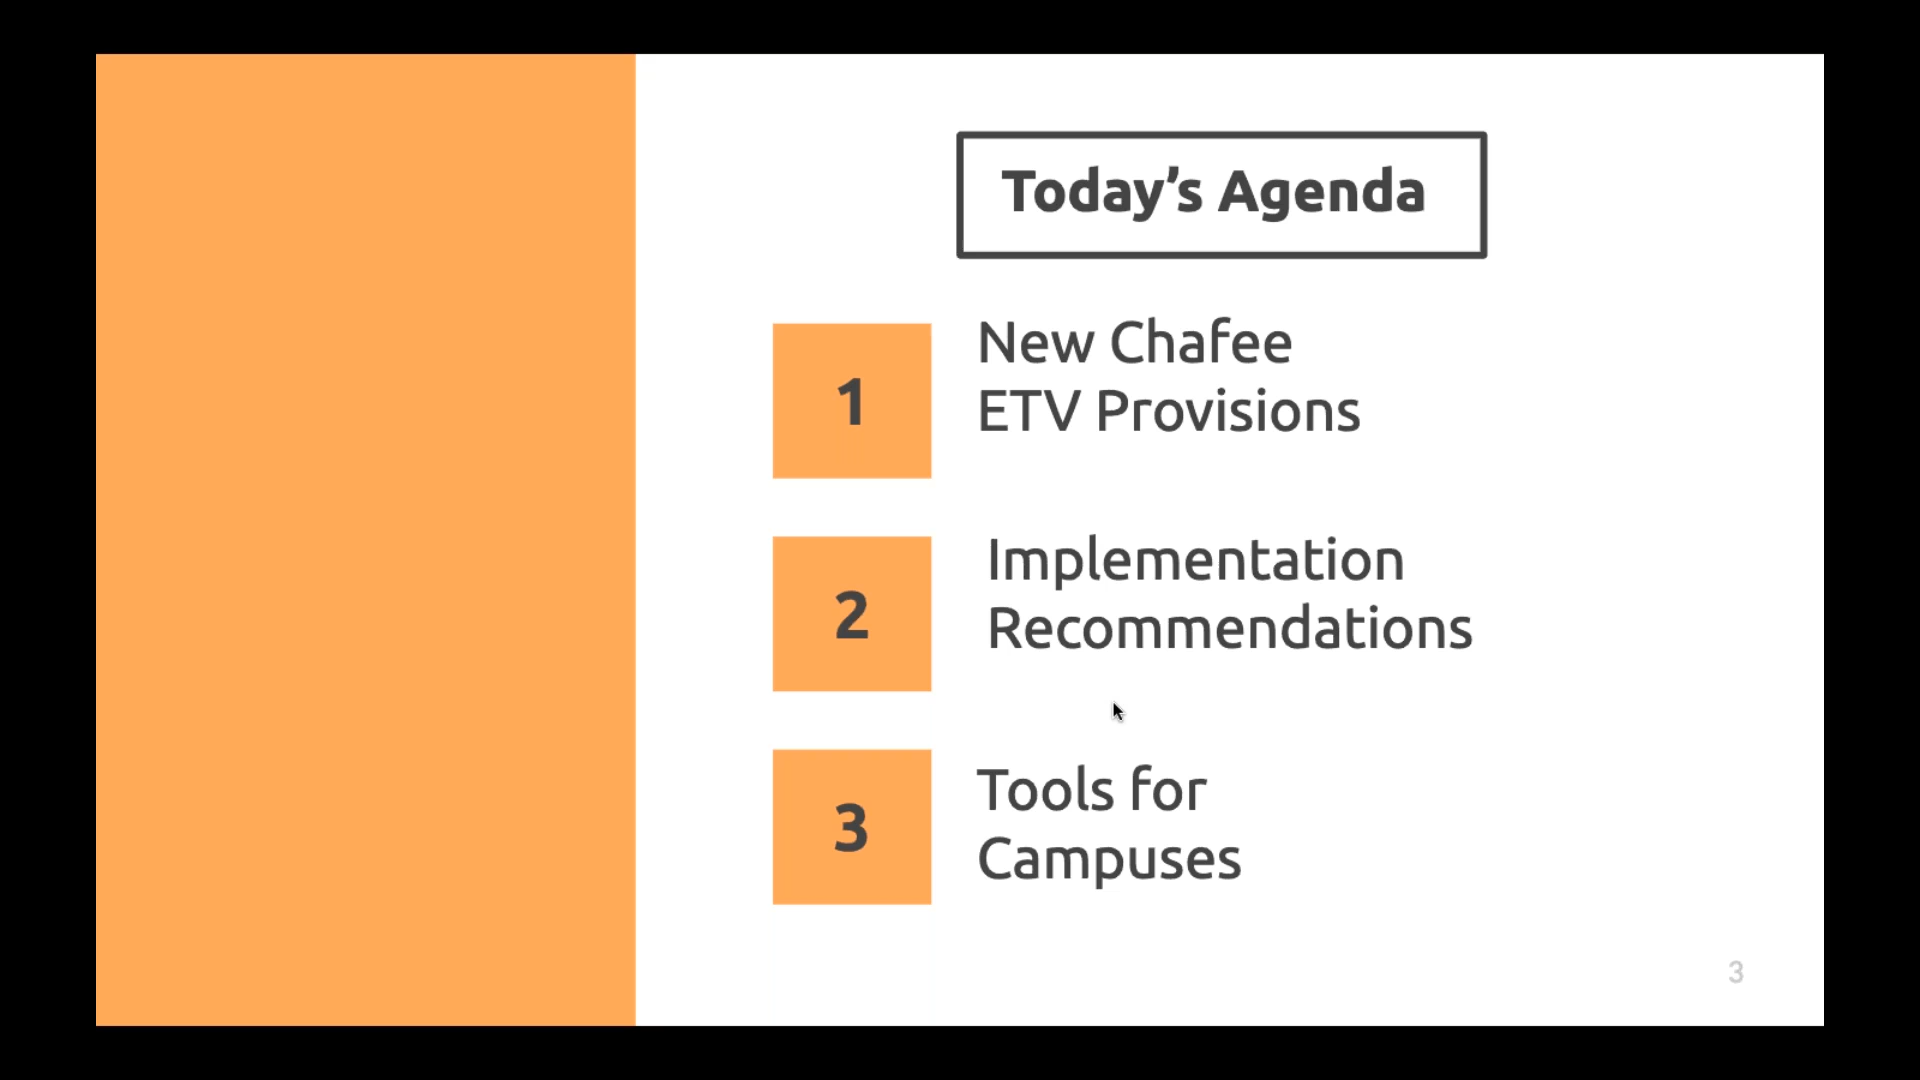 Today’s Agenda
1
New Chafee
ETV Provisions
2
Implementation
Recommendations
3
Tools for
Campuses
3